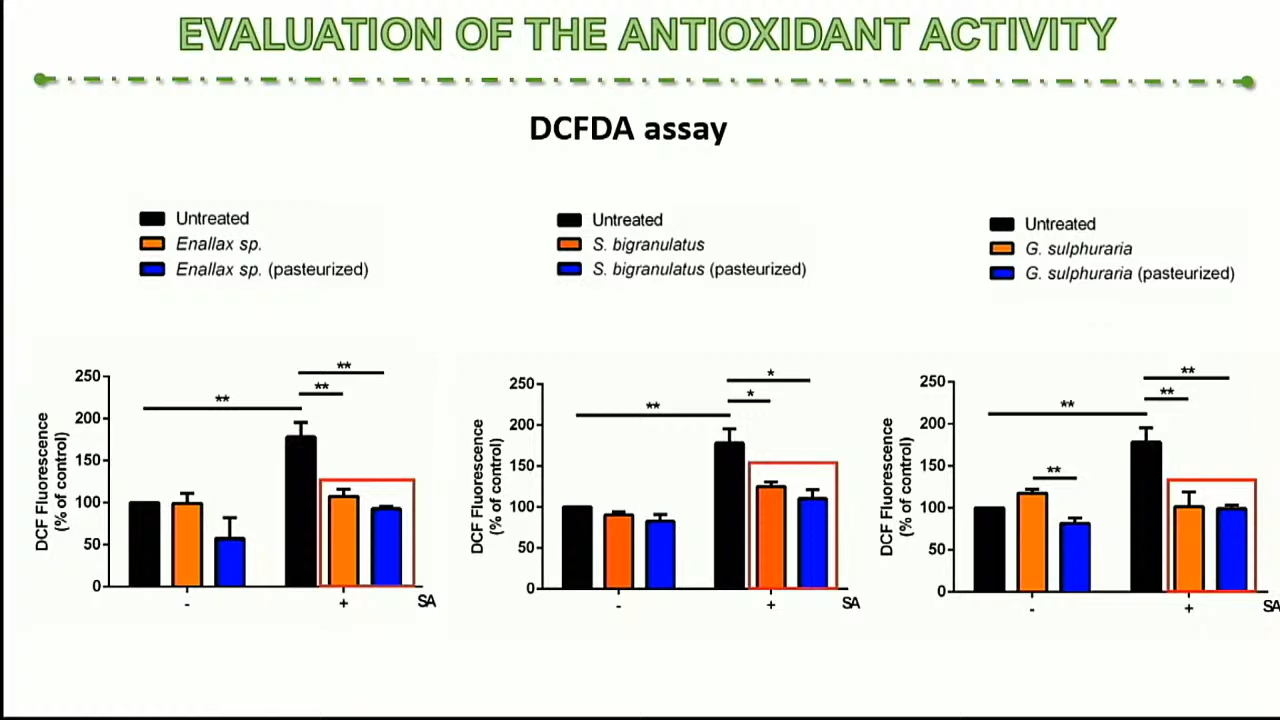 EVALUATION OF THE ANTIOXIDANT ACTIVITY
DCFDA assay
Untreated
Enallax sp.
Enallax sp. (pasteurized)
250
200
150
100
50
0
DCF Fluorescence
(% of control)
**
**
**
-
+
SA
Untreated
S. bigranulatus
S. bigranulatus (pasteurized)
250
200
150
100
50
0
DCF Fluorescence
(% of control)
**
*
*
-
+
SA
Untreated
G. sulphuraria
G. sulphuraria (pasteurized)
250
200
150
100
50
0
DCF Fluorescence
(% of control)
**
**
**
**
-
+
SA